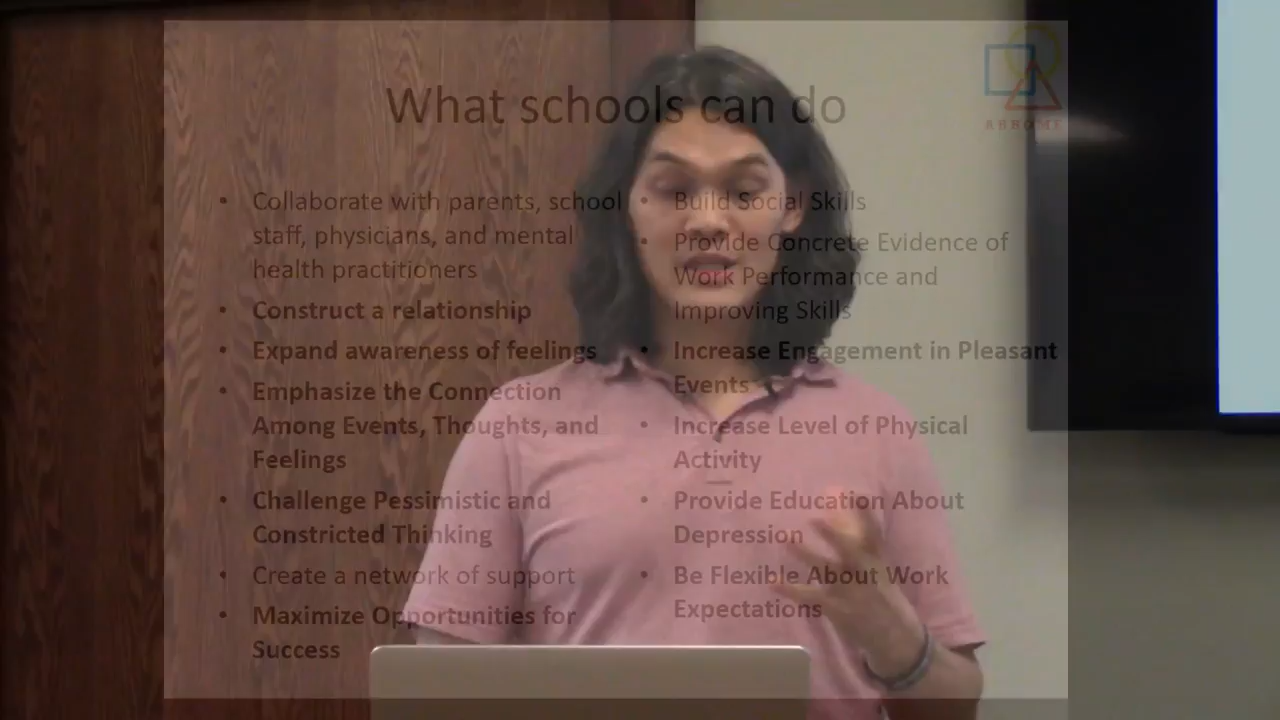 What schools can do
• Collaborate with parents, school
staff, physicians, and mental
health practitioners
• Construct a relationship
• Expand awareness of feelings
• Emphasize the Connection
Among Events, Thoughts, and
Feelings
• Challenge Pessimistic and
Constricted Thinking
• Create a network of support
• Maximize Opportunities for
Success
• Build Social Skills
• Provide Concrete Evidence of
Work Performance and
Improving Skills
• Increase Engagement in Pleasant
Events
• Increase Level of Physical
Activity
• Provide Education About
Depression
• Be Flexible About Work
Expectations